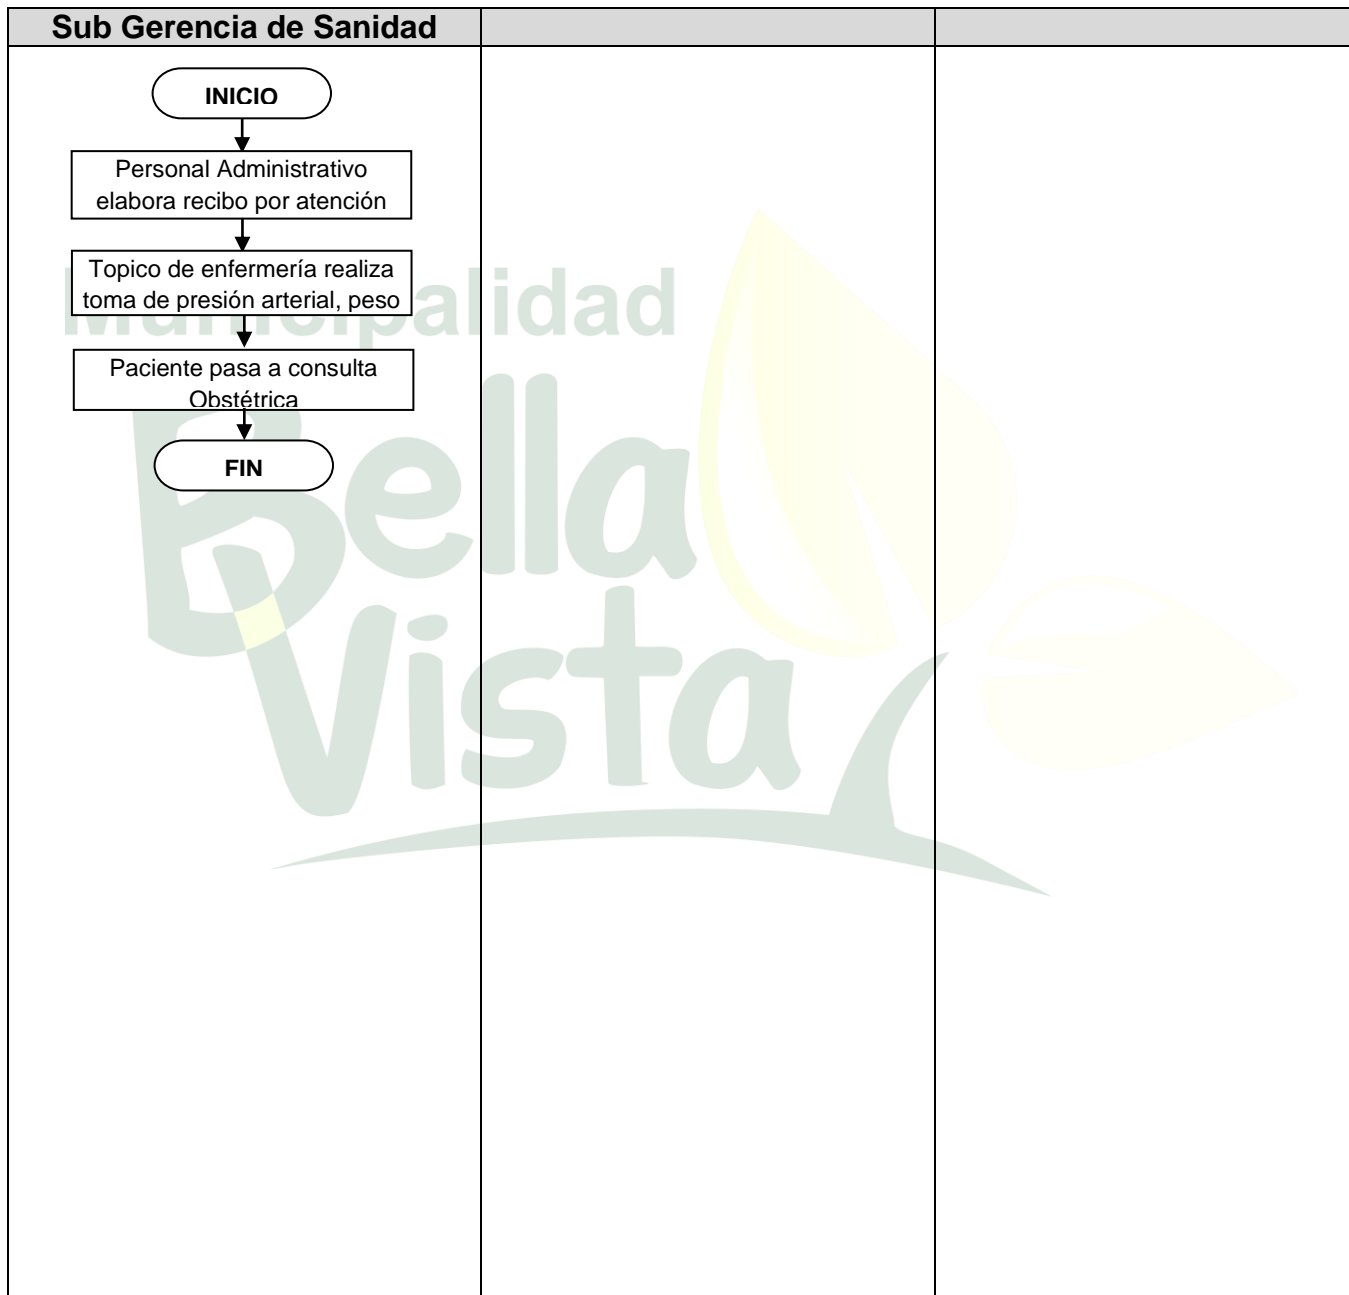 Sub Gerencia de Sanidad
INICIO
Personal Administrativo
elabora recibo por atención
Topico de enfermería realiza
toma de presión arterial, peso
Paciente pasa a consulta
Obstétrica
FIN
Municipalidad
Bella
Vista